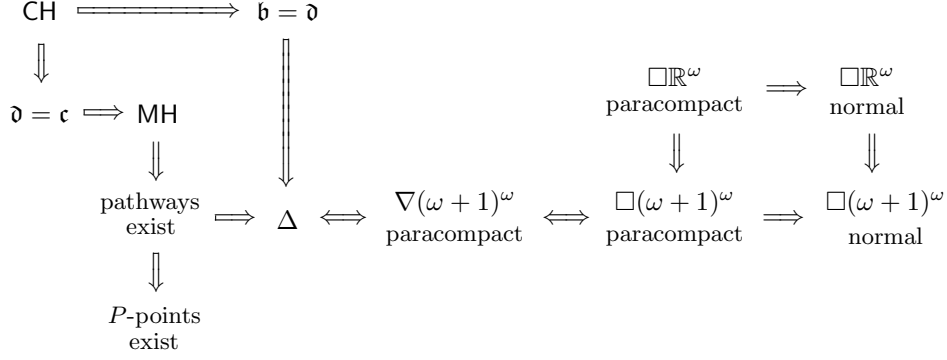 CH ⟹ 𝔟 = 𝔡
⇓ ⇓
□ℝ^ω ⟹ □ℝ^ω
paracompact normal
𝔡 = 𝔠 ⟹ MH
⇓ ⇓ ⇓
pathways ⟹ Δ ⟺ ∇(ω + 1)^ω ⟺ □(ω + 1)^ω ⟹ □(ω + 1)^ω
exist paracompact paracompact normal
⇓
P-points
exist